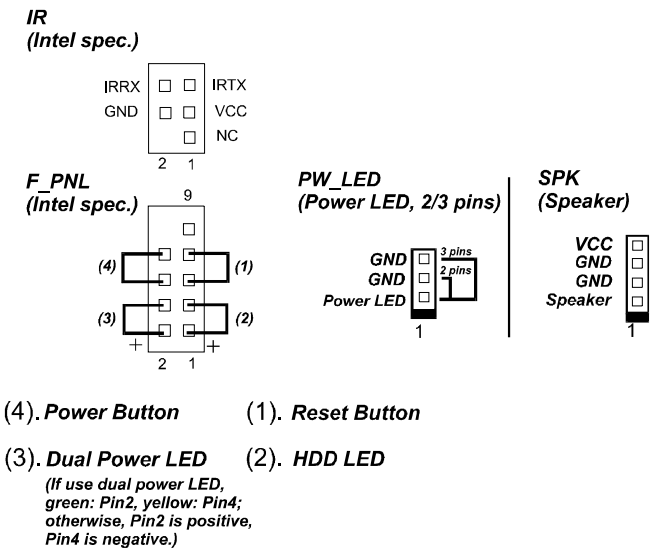 IR
(Intel spec.)
IRRX IRTX
GND VCC
NC
2 1
F_PNL
(Intel spec.)
9
(4) (1)
(3) (2)
+ +
2 1
PW_LED
(Power LED, 2/3 pins)
GND 3 pins
GND 2 pins
Power LED
1
SPK
(Speaker)
VCC
GND
GND
Speaker
1
(4). Power Button (1). Reset Button
(3). Dual Power LED (2). HDD LED
(If use dual power LED,
green: Pin2, yellow: Pin4;
otherwise, Pin2 is positive,
Pin4 is negative.)